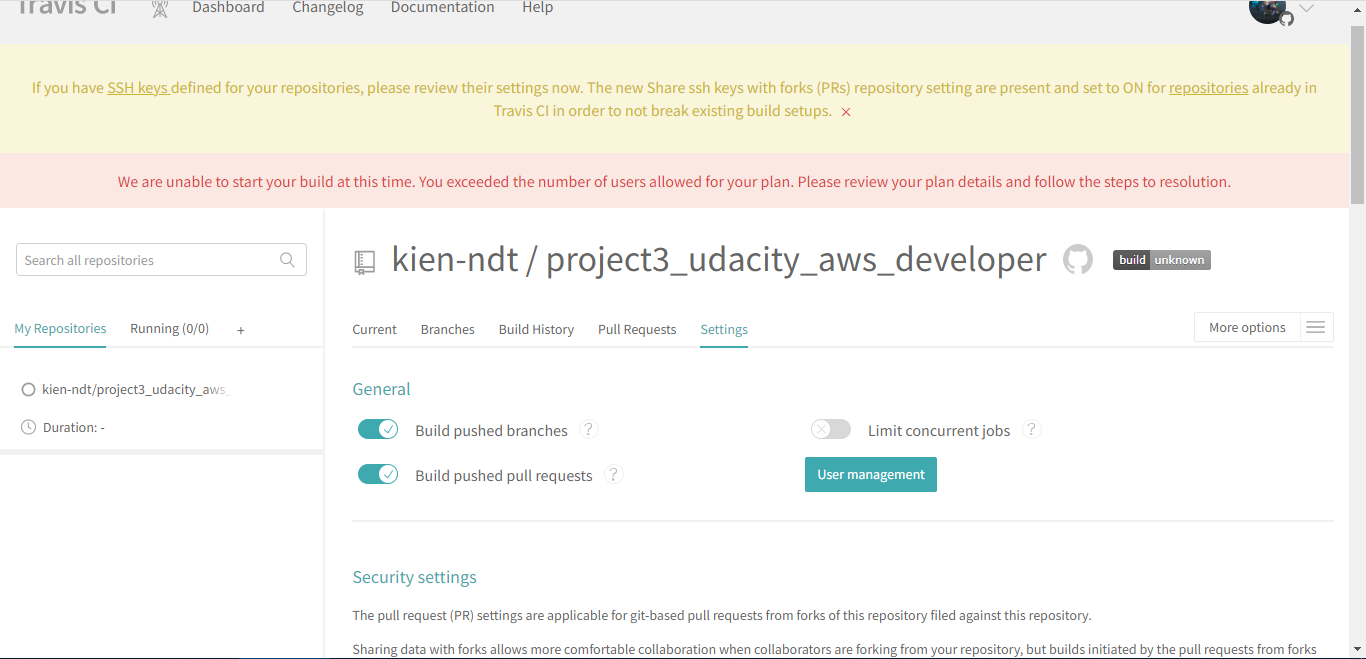 Travis CI
Dashboard Changelog Documentation Help
If you have SSH keys defined for your repositories, please review their settings now. The new Share ssh keys with forks (PRs) repository setting are present and set to ON for repositories already in
Travis CI in order to not break existing build setups. ×
We are unable to start your build at this time. You exceeded the number of users allowed for your plan. Please review your plan details and follow the steps to resolution.
Search all repositories
My Repositories Running (0/0) +
kien-ndt/project3_udacity_aws_
Duration: -
kien-ndt / project3_udacity_aws_developer build unknown
Current Branches Build History Pull Requests Settings More options
General
Build pushed branches ? Limit concurrent jobs ?
Build pushed pull requests ? User management
Security settings
The pull request (PR) settings are applicable for git-based pull requests from forks of this repository filed against this repository.
Sharing data with forks allows more comfortable collaboration when collaborators are forking from your repository, but builds initiated by the pull requests from forks